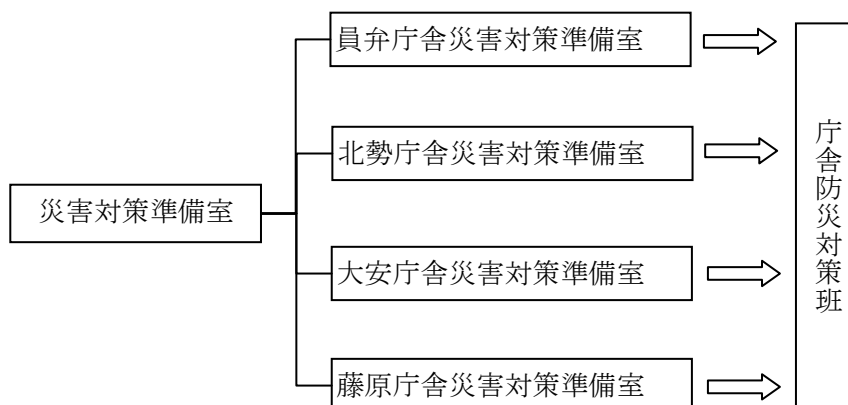 員弁庁舎災害対策準備室
北勢庁舎災害対策準備室
災害対策準備室
大安庁舎災害対策準備室
藤原庁舎災害対策準備室
庁舎防災対策班